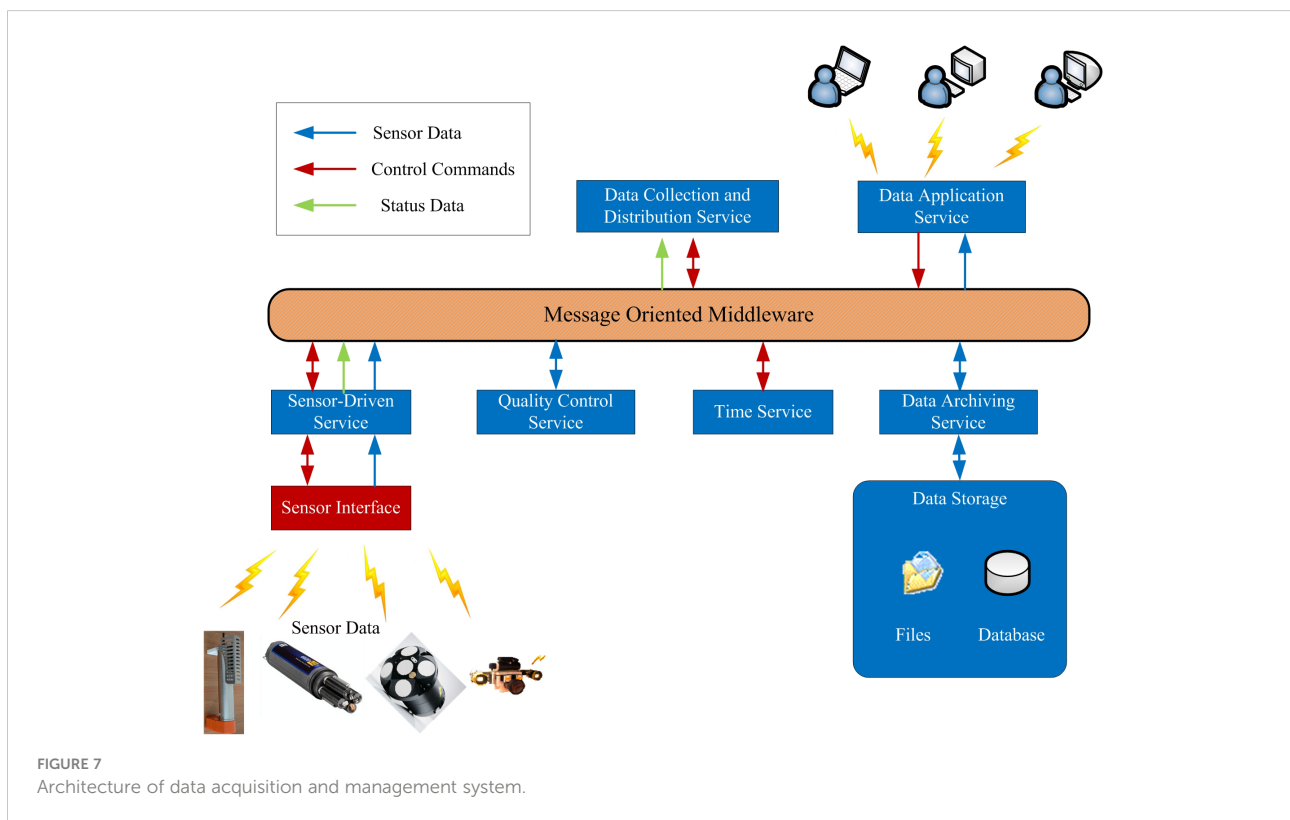 Sensor Data
Control Commands
Status Data
Data Collection and
Distribution Service
Data Application
Service
Message Oriented Middleware
Sensor-Driven
Service
Quality Control
Service
Time Service
Data Archiving
Service
Sensor Interface
Data Storage
Files
Database
Sensor Data
FIGURE 7
Architecture of data acquisition and management system.